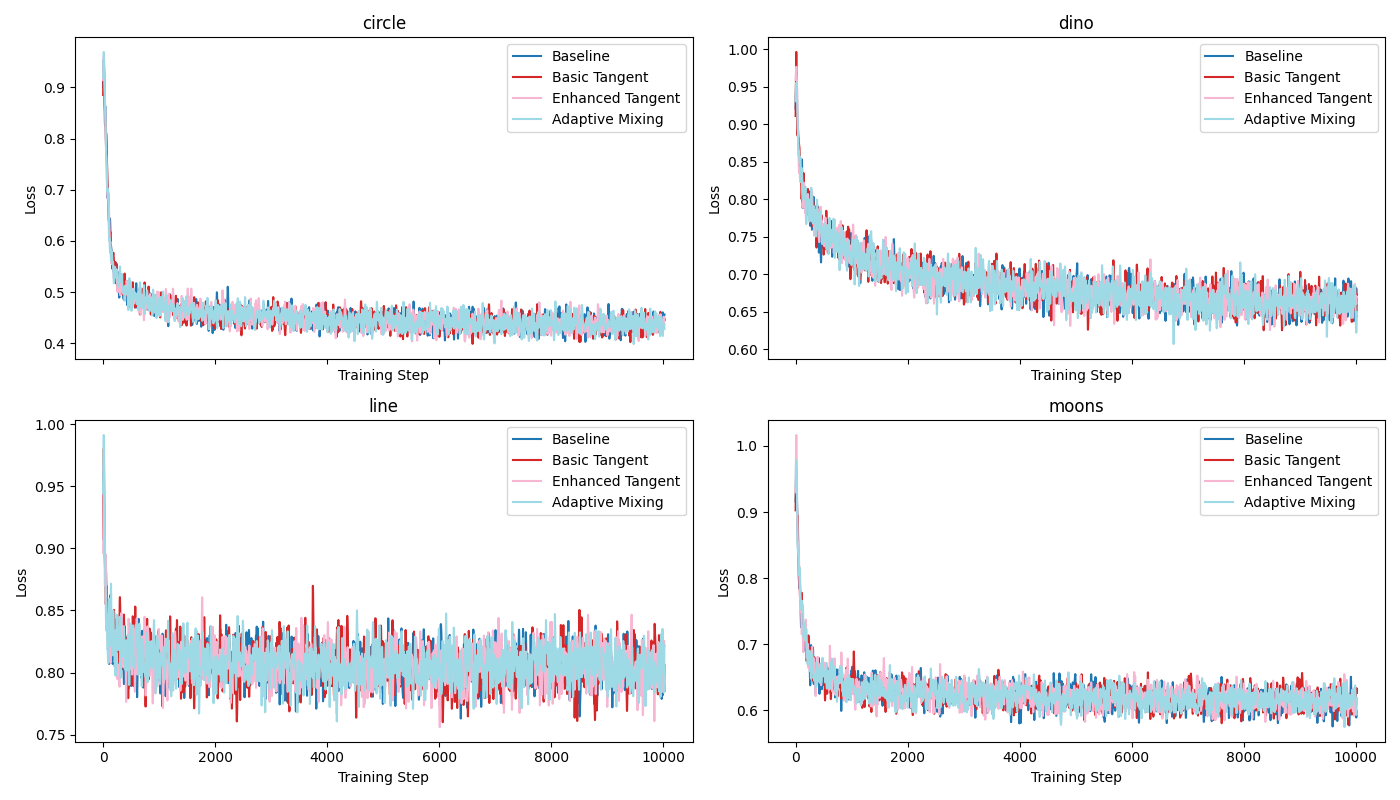 circle
Loss
0.9
0.8
0.7
0.6
0.5
0.4
Training Step
Baseline
Basic Tangent
Enhanced Tangent
Adaptive Mixing
dino
Loss
1.00
0.95
0.90
0.85
0.80
0.75
0.70
0.65
0.60
Training Step
Baseline
Basic Tangent
Enhanced Tangent
Adaptive Mixing
line
Loss
1.00
0.95
0.90
0.85
0.80
0.75
0 2000 4000 6000 8000 10000
Training Step
Baseline
Basic Tangent
Enhanced Tangent
Adaptive Mixing
moons
Loss
1.0
0.9
0.8
0.7
0.6
0 2000 4000 6000 8000 10000
Training Step
Baseline
Basic Tangent
Enhanced Tangent
Adaptive Mixing